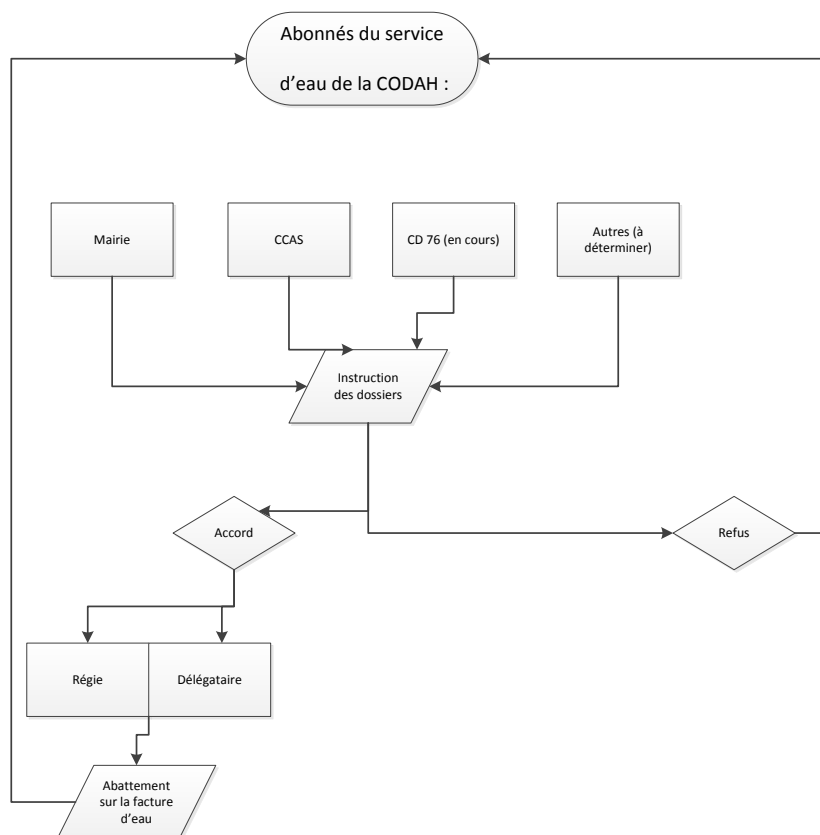 Abonnés du service
d’eau de la CODAH :
Mairie
CCAS
CD 76 (en cours)
Autres (à
déterminer)
Instruction
des dossiers
Accord
Refus
Régie
Délégataire
Abattement
sur la facture
d’eau